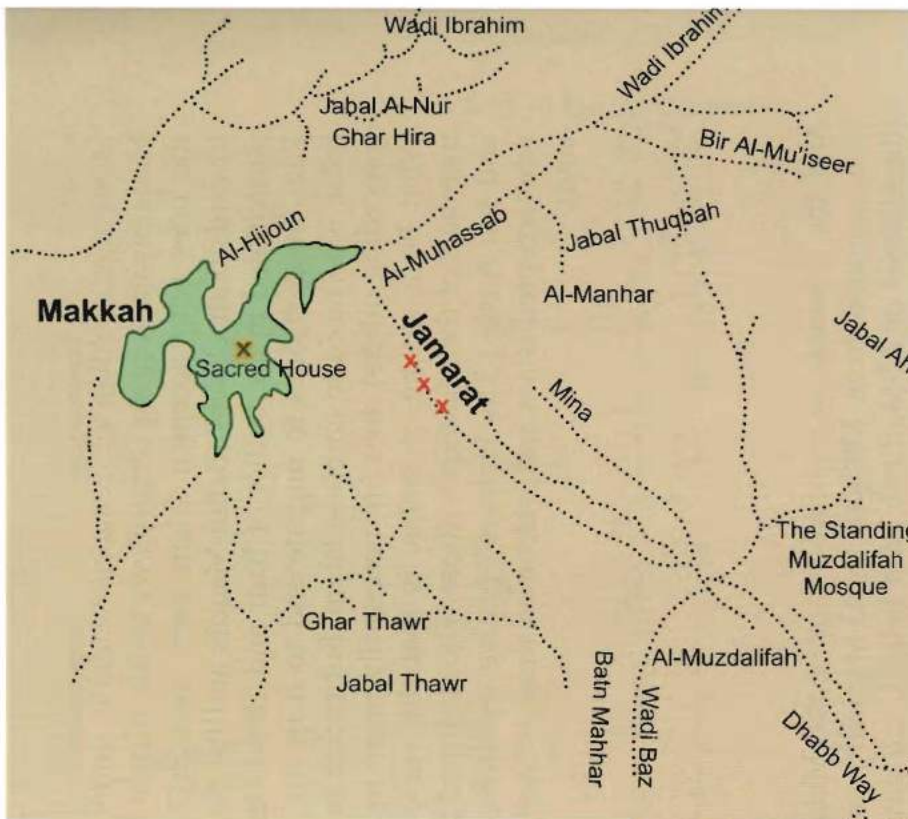 Wadi Ibrahim
Wadi Ibrahim
Jabal Al-Nur
Ghar Hira
Bir Al-Mu'iseer
Al-Hijoun
Al-Muhassab
Jabal Thuqbah
Al-Manhar
Makkah
Jamarat
Jabal
Sacred House
Mina
The Standing
Muzdalifah
Mosque
Ghar Thawr
Al-Muzdalifah
Jabal Thawr
Batn Mahhar
Wadi Baz
Dhabb Way